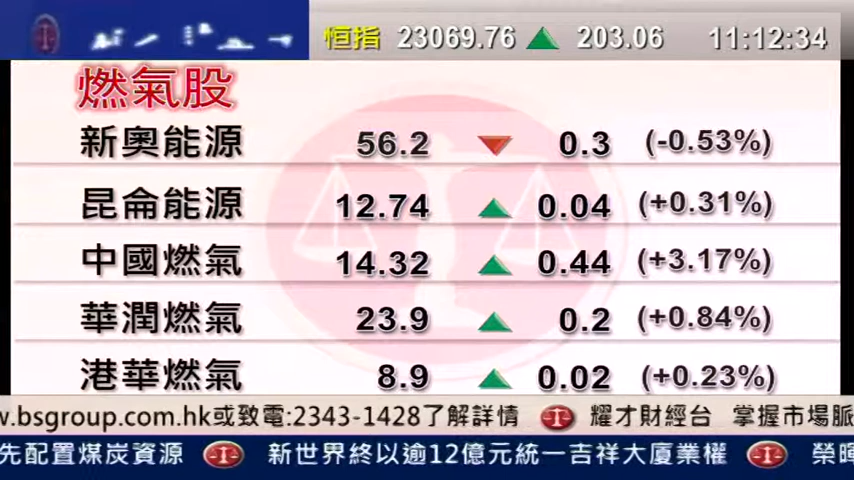 恒指 23069.76 203.06 11:12:34
燃氣股
新奧能源 56.2 0.3 (-0.53%)
昆侖能源 12.74 0.04 (+0.31%)
中國燃氣 14.32 0.44 (+3.17%)
華潤燃氣 23.9 0.2 (+0.84%)
港華燃氣 8.9 0.02 (+0.23%)
w.bsgroup.com.hk或致電:2343-1428了解詳情 耀才財經台 掌握市場脈
先配置煤炭資源 新世界終以逾12億元統一吉祥大廈業權 榮暉